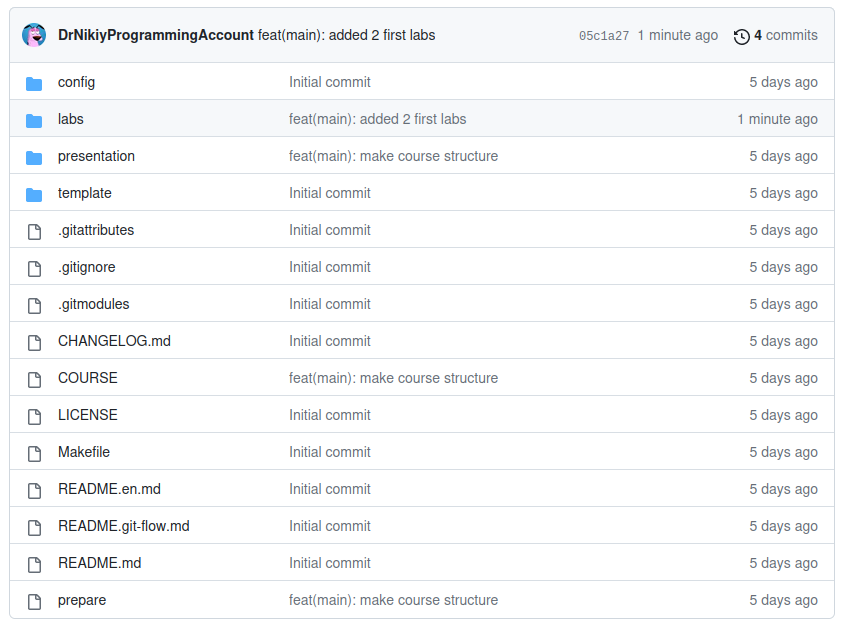 DrNikiyProgrammingAccount feat(main): added 2 first labs 05c1a27 1 minute ago 4 commits
config Initial commit 5 days ago
labs feat(main): added 2 first labs 1 minute ago
presentation feat(main): make course structure 5 days ago
template Initial commit 5 days ago
.gitattributes Initial commit 5 days ago
.gitignore Initial commit 5 days ago
.gitmodules Initial commit 5 days ago
CHANGELOG.md Initial commit 5 days ago
COURSE feat(main): make course structure 5 days ago
LICENSE Initial commit 5 days ago
Makefile Initial commit 5 days ago
README.en.md Initial commit 5 days ago
README.git-flow.md Initial commit 5 days ago
README.md Initial commit 5 days ago
prepare feat(main): make course structure 5 days ago